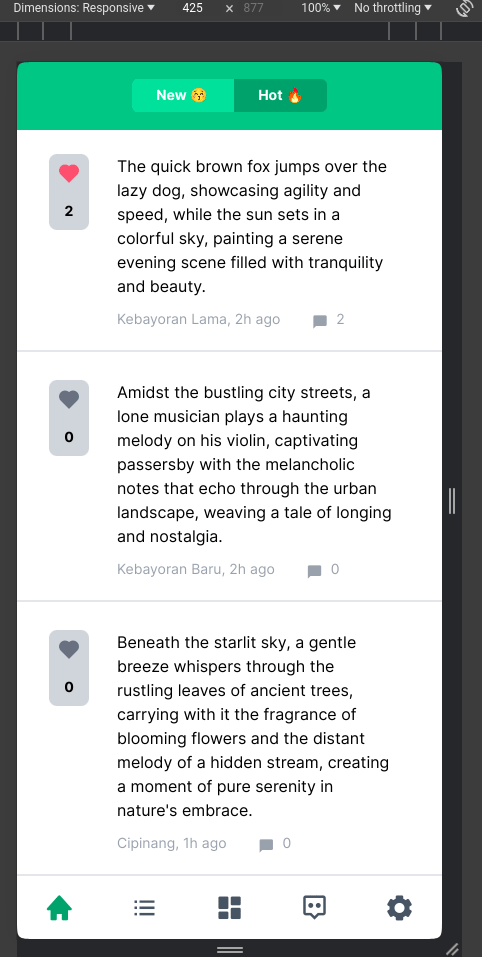 Dimensions: Responsive 425 × 877 100% No throttling
New 😚 Hot 🔥
The quick brown fox jumps over the
lazy dog, showcasing agility and
speed, while the sun sets in a
colorful sky, painting a serene
evening scene filled with tranquility
and beauty.
2
Kebayoran Lama, 2h ago 2
Amidst the bustling city streets, a
lone musician plays a haunting
melody on his violin, captivating
passersby with the melancholic
notes that echo through the urban
landscape, weaving a tale of longing
and nostalgia.
0
Kebayoran Baru, 2h ago 0
Beneath the starlit sky, a gentle
breeze whispers through the
rustling leaves of ancient trees,
carrying with it the fragrance of
blooming flowers and the distant
melody of a hidden stream, creating
a moment of pure serenity in
nature's embrace.
0
Cipinang, 1h ago 0